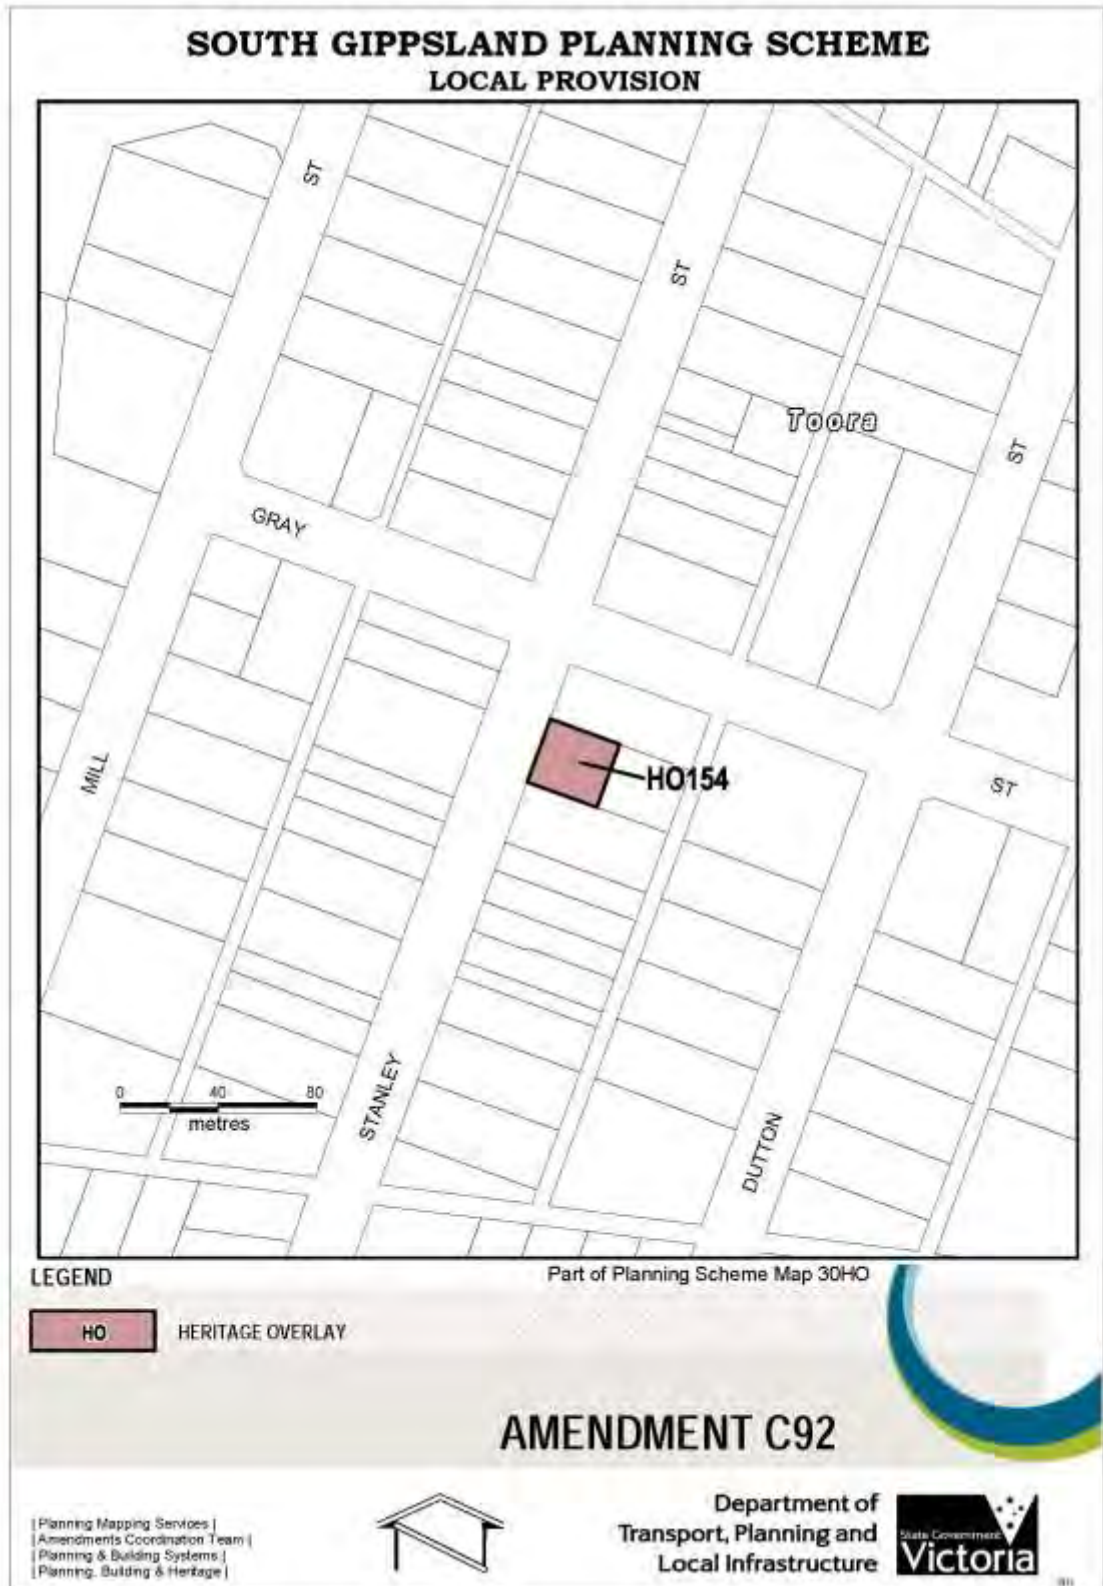 SOUTH GIPPSLAND PLANNING SCHEME
LOCAL PROVISION
ST
ST
Toora
ST
GRAY
HO154
MILL
ST
0 40 80
metres
STANLEY
DUTTON
LEGEND
Part of Planning Scheme Map 30HO
HO
HERITAGE OVERLAY
AMENDMENT C92
| Planning Mapping Services |
| Amendments Coordination Team |
| Planning & Building Systems |
| Planning, Building & Heritage |
Department of
Transport, Planning and
Local Infrastructure
State Government
Victoria